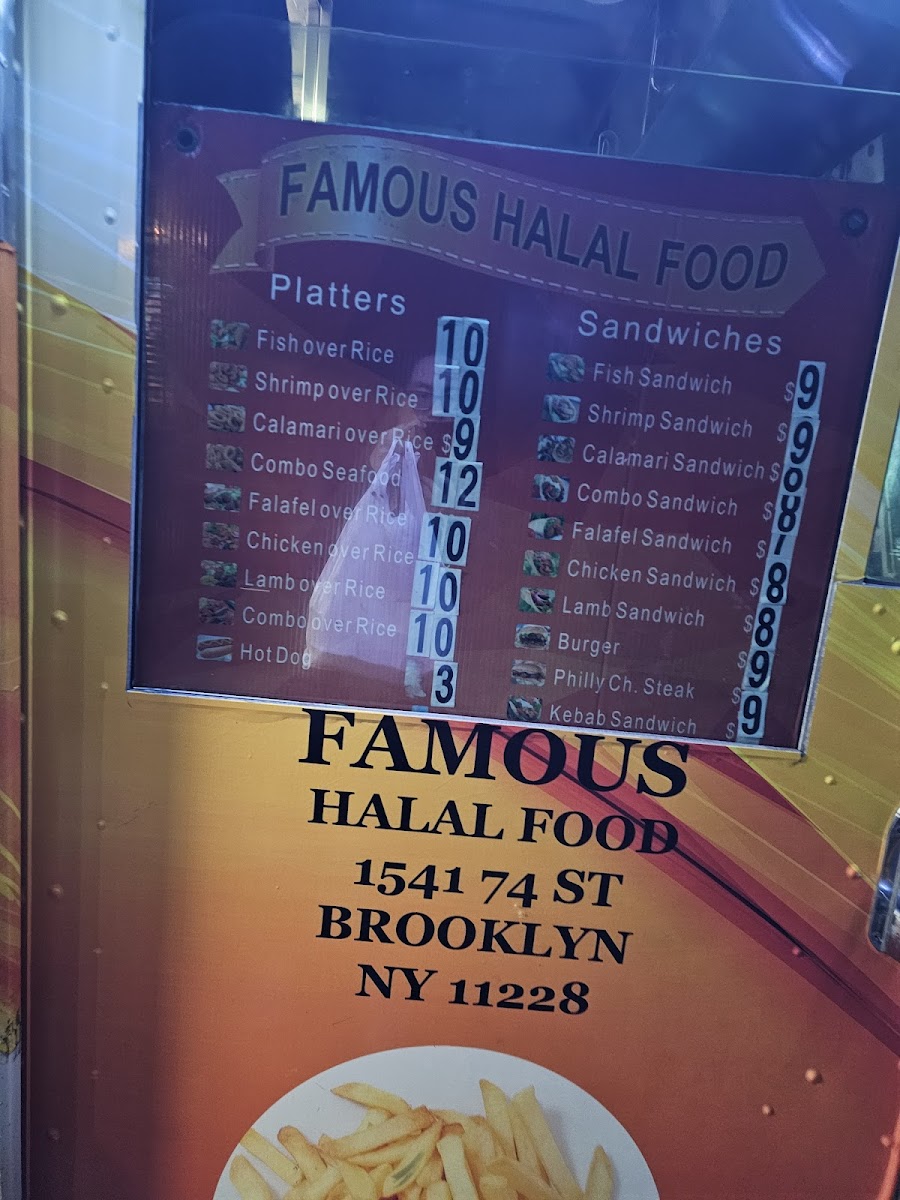 FAMOUS HALAL FOOD
Platters
Fish over Rice 10
Shrimp over Rice 10
Calamari over Rice $9
Combo Seafood 12
Falafel over Rice
Chicken over Rice 10
Lamb over Rice 10
Combo over Rice 10
Hot Dog 3
Sandwiches
Fish Sandwich $9
Shrimp Sandwich $9
Calamari Sandwich $
Combo Sandwich $8
Falafel Sandwich $
Chicken Sandwich 8
Lamb Sandwich $8
Burger $9
Philly Ch. Steak $
Kebab Sandwich $9
FAMOUS
HALAL FOOD
1541 74 ST
BROOKLYN
NY 11228